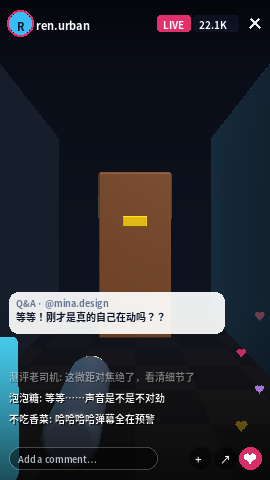 R
ren.urban
LIVE
22.1K
Q&A · @mina.design
等等！刚才是真的自己在动吗？？
测评老司机: 这微距对焦绝了，看清细节了
泡泡糖: 等等……声音是不是不对劲
不吃香菜: 哈哈哈哈弹幕全在预警
Add a comment…